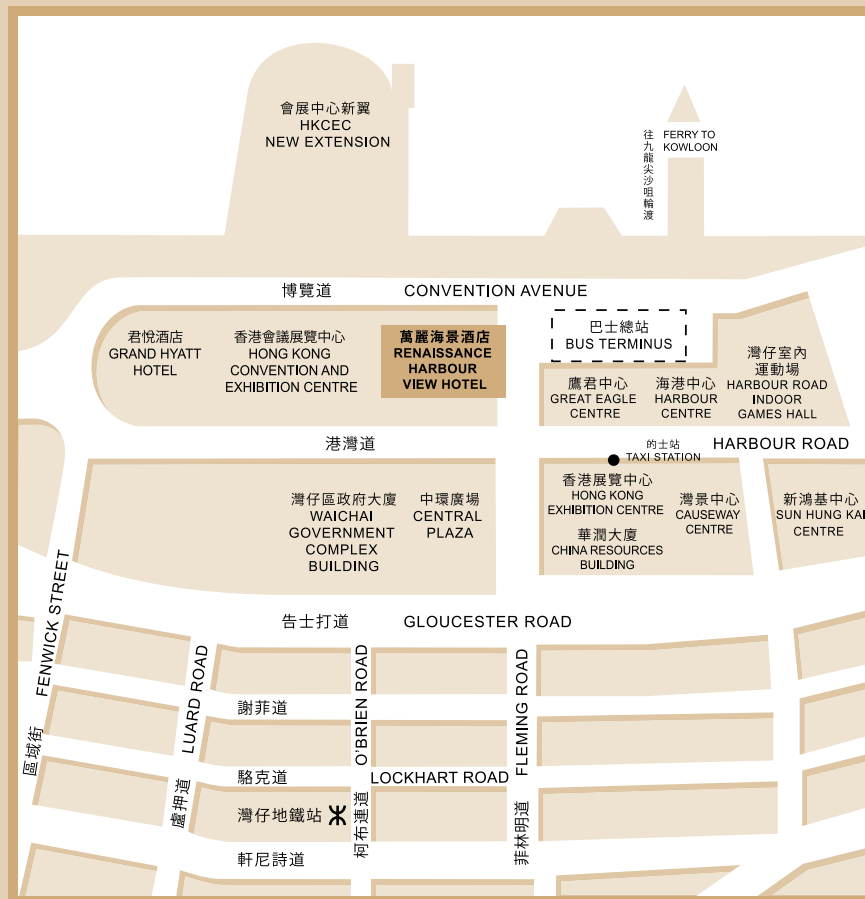 會展中心新翼
HKCEC
NEW EXTENSION
往九龍尖沙咀輪渡
FERRY TO
KOWLOON
博覽道
CONVENTION AVENUE
君悅酒店
GRAND HYATT
HOTEL
香港會議展覽中心
HONG KONG
CONVENTION AND
EXHIBITION CENTRE
萬麗海景酒店
RENAISSANCE
HARBOUR
VIEW HOTEL
巴士總站
BUS TERMINUS
鷹君中心
GREAT EAGLE
CENTRE
海港中心
HARBOUR
CENTRE
灣仔室內
運動場
HARBOUR ROAD
INDOOR
GAMES HALL
港灣道
HARBOUR ROAD
的士站
TAXI STATION
灣仔區政府大廈
WAICHAI
GOVERNMENT
COMPLEX
BUILDING
中環廣場
CENTRAL
PLAZA
香港展覽中心
HONG KONG
EXHIBITION CENTRE
華潤大廈
CHINA RESOURCES
BUILDING
灣景中心
CAUSEWAY
CENTRE
新鴻基中心
SUN HUNG KAI
CENTRE
告士打道
GLOUCESTER ROAD
FENWICK STREET
區域街
LUARD ROAD
盧押道
O'BRIEN ROAD
柯布連道
FLEMING ROAD
菲林明道
謝菲道
駱克道
LOCKHART ROAD
灣仔地鐵站
軒尼詩道